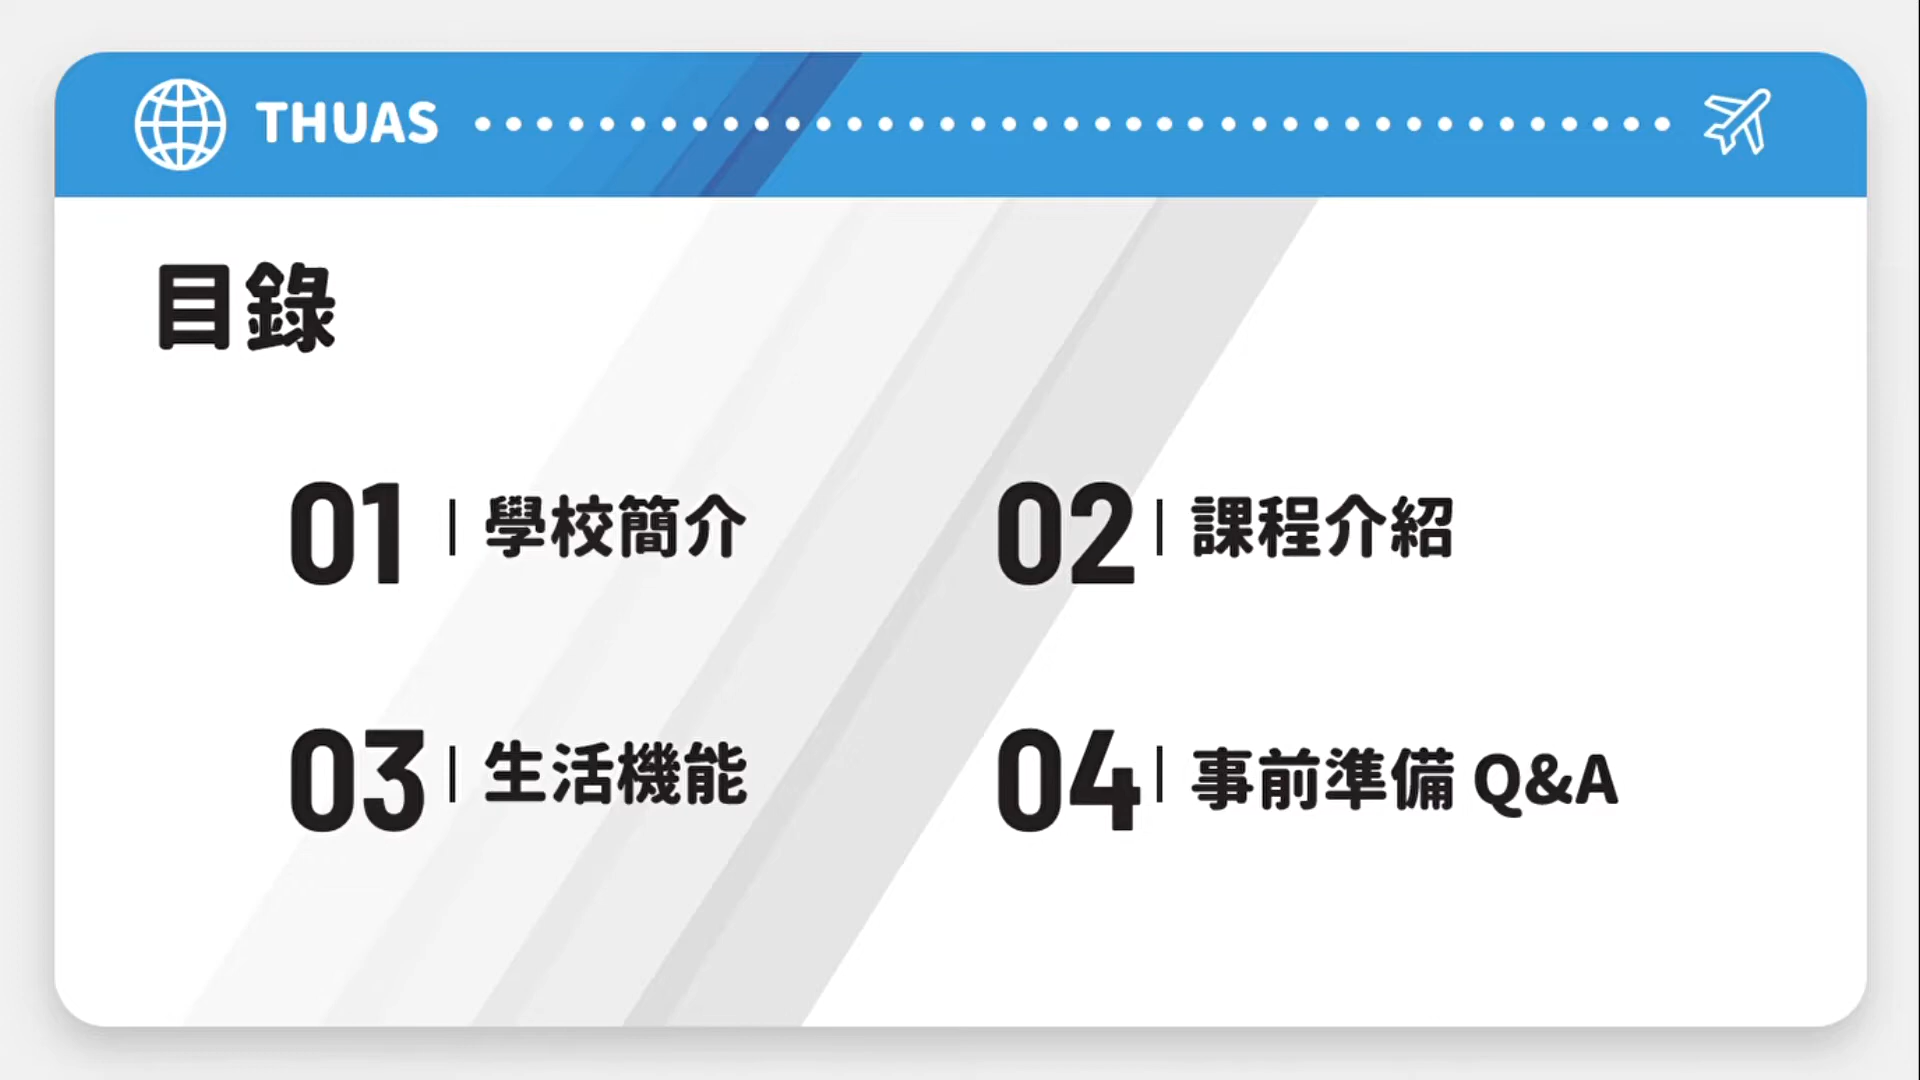 THUAS
目錄
01 | 學校簡介
02 | 課程介紹
03 | 生活機能
04 | 事前準備 Q&A